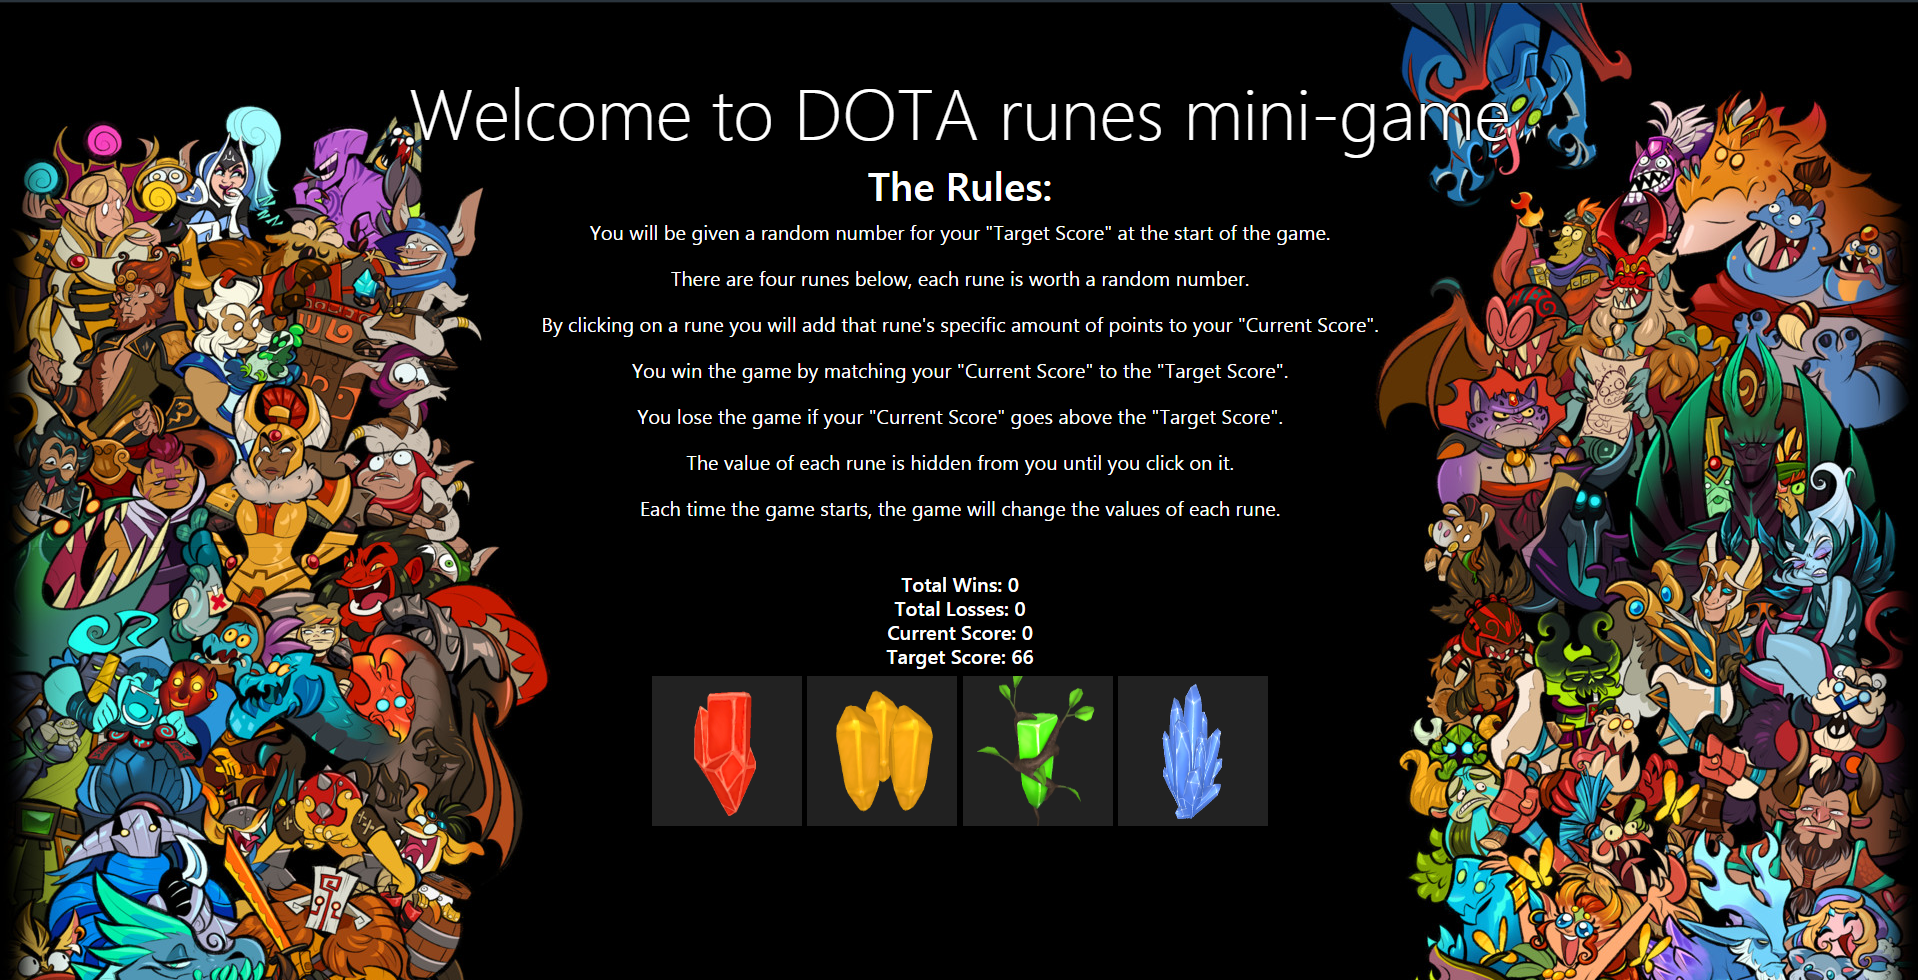 Welcome to DOTA runes mini-game
The Rules:
You will be given a random number for your "Target Score" at the start of the game.
There are four runes below, each rune is worth a random number.
By clicking on a rune you will add that rune's specific amount of points to your "Current Score".
You win the game by matching your "Current Score" to the "Target Score".
You lose the game if your "Current Score" goes above the "Target Score".
The value of each rune is hidden from you until you click on it.
Each time the game starts, the game will change the values of each rune.
Total Wins: 0
Total Losses: 0
Current Score: 0
Target Score: 66